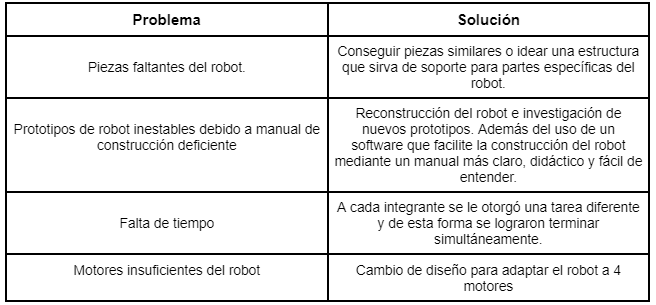 Problema
Solución
Piezas faltantes del robot.
Conseguir piezas similares o idear una estructura
que sirva de soporte para partes específicas del
robot.
Prototipos de robot inestables debido a manual de
construcción deficiente
Reconstrucción del robot e investigación de
nuevos prototipos. Además del uso de un
software que facilite la construcción del robot
mediante un manual más claro, didáctico y fácil de
entender.
Falta de tiempo
A cada integrante se le otorgó una tarea diferente
y de esta forma se lograron terminar
simultáneamente.
Motores insuficientes del robot
Cambio de diseño para adaptar el robot a 4
motores